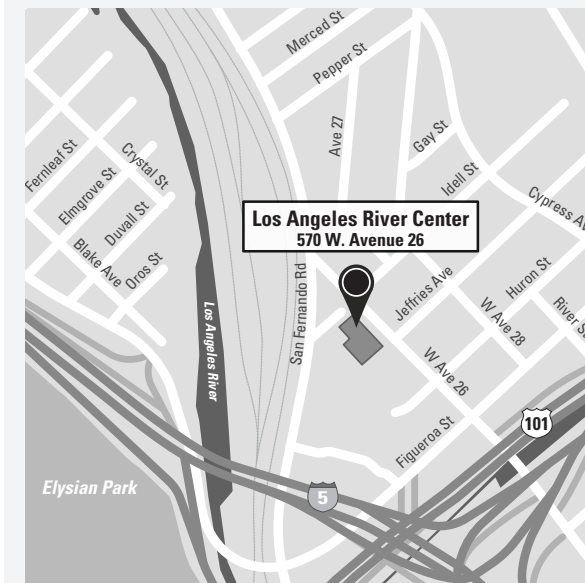 Merced St
Pepper St
Ave 27
Gay St
Idell St
Cypress Av
Fernleaf St
Crystal St
Elmgrove St
Duvall St
Blake Ave
Oros St
Los Angeles River Center
570 W. Avenue 26
San Fernando Rd
Jeffries Ave
Huron St
River St
W Ave 28
W Ave 26
Los Angeles River
Figueroa St
101
Elysian Park
5